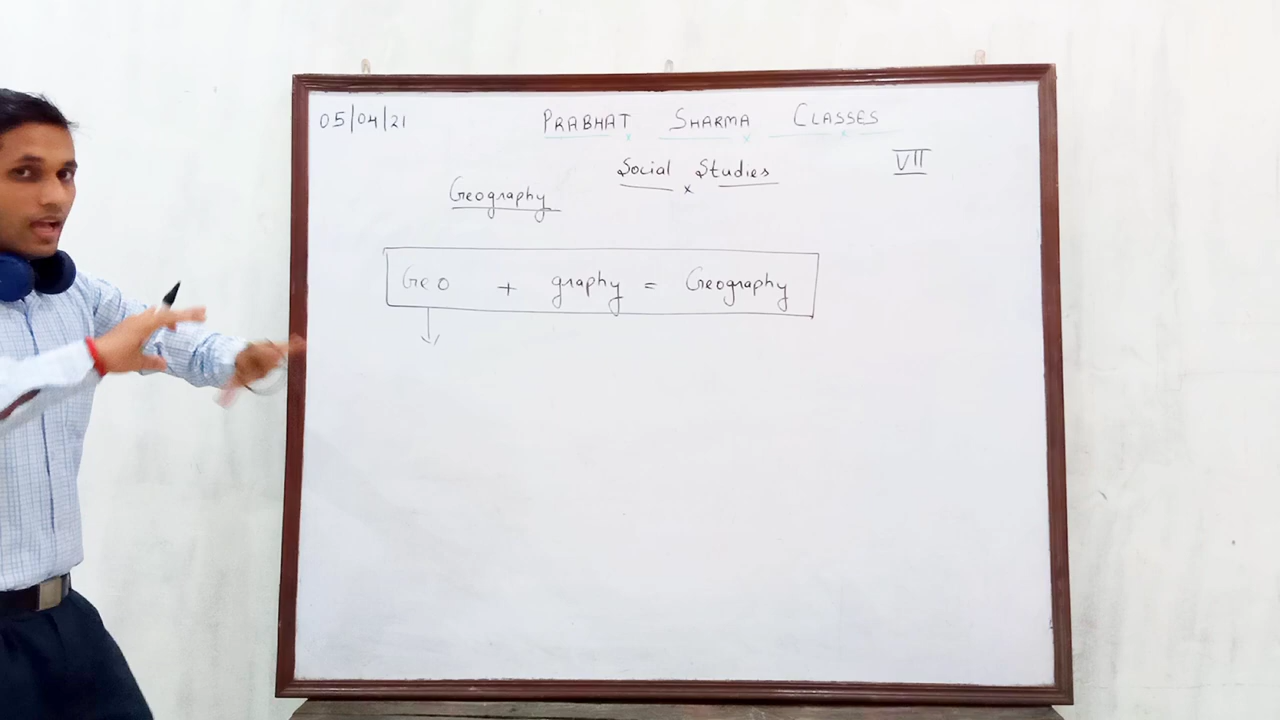 05/04/21 PRABHAT SHARMA CLASSES
Social Studies VII
Geography
Geo + graphy = Geography